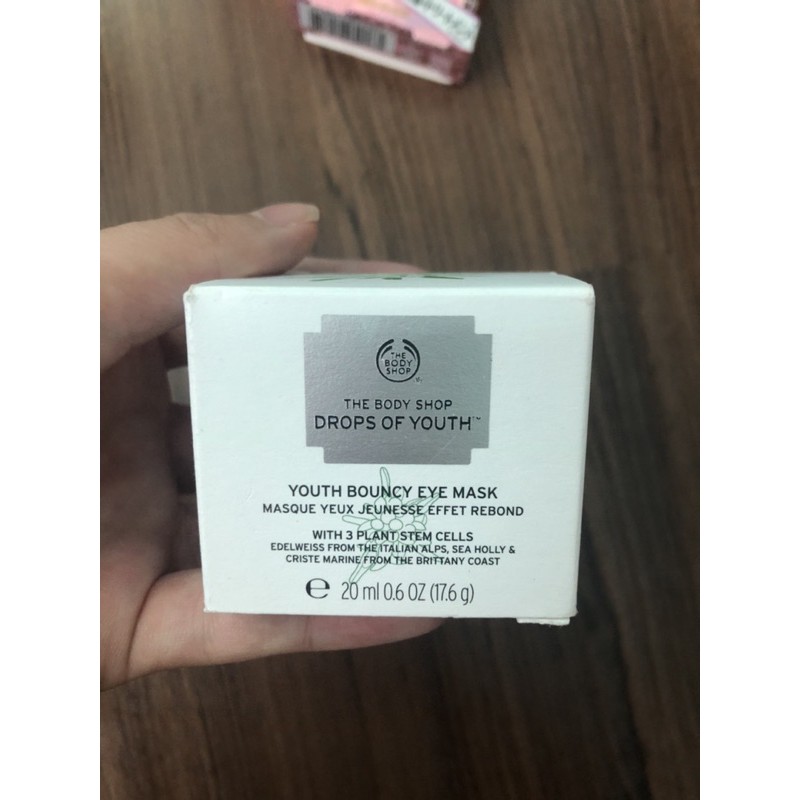 THE
BODY
SHOP
THE BODY SHOP
DROPS OF YOUTH™
YOUTH BOUNCY EYE MASK
MASQUE YEUX JEUNESSE EFFET REBOND
WITH 3 PLANT STEM CELLS
EDELWEISS FROM THE ITALIAN ALPS, SEA HOLLY &
CRISTE MARINE FROM THE BRITTANY COAST
℮ 20 ml 0.6 OZ (17.6 g)